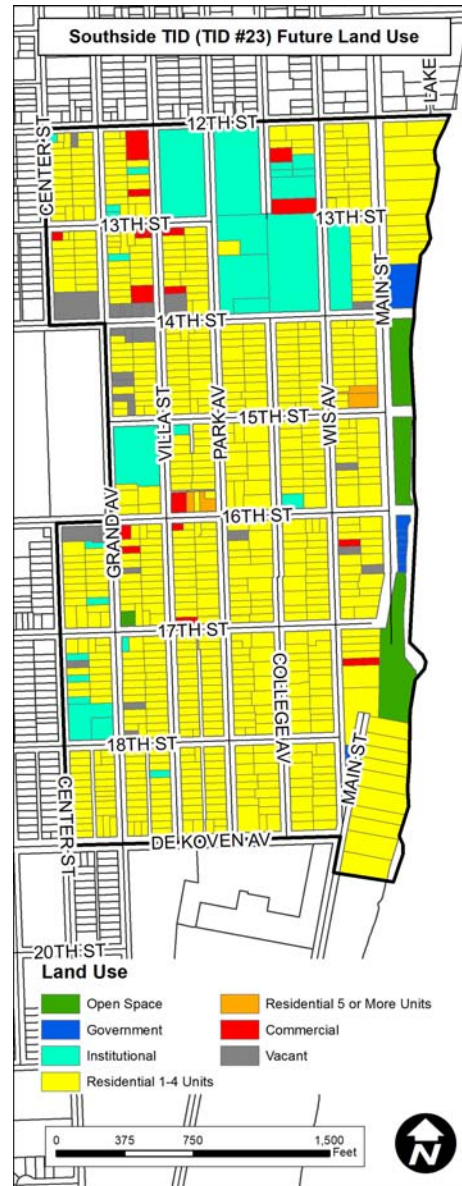 Southside TID (TID #23) Future Land Use
LAKE
12TH ST
CENTER ST
13TH ST
13TH ST
MAIN ST
14TH ST
VILLA ST
PARK AV
WIS AV
15TH ST
GRAND AV
16TH ST
17TH ST
COLLEGE AV
MAIN ST
18TH ST
CENTER ST
DE KOVEN AV
20TH ST
Land Use
Open Space
Residential 5 or More Units
Government
Commercial
Institutional
Vacant
Residential 1-4 Units
0 375 750 1,500
Feet
N